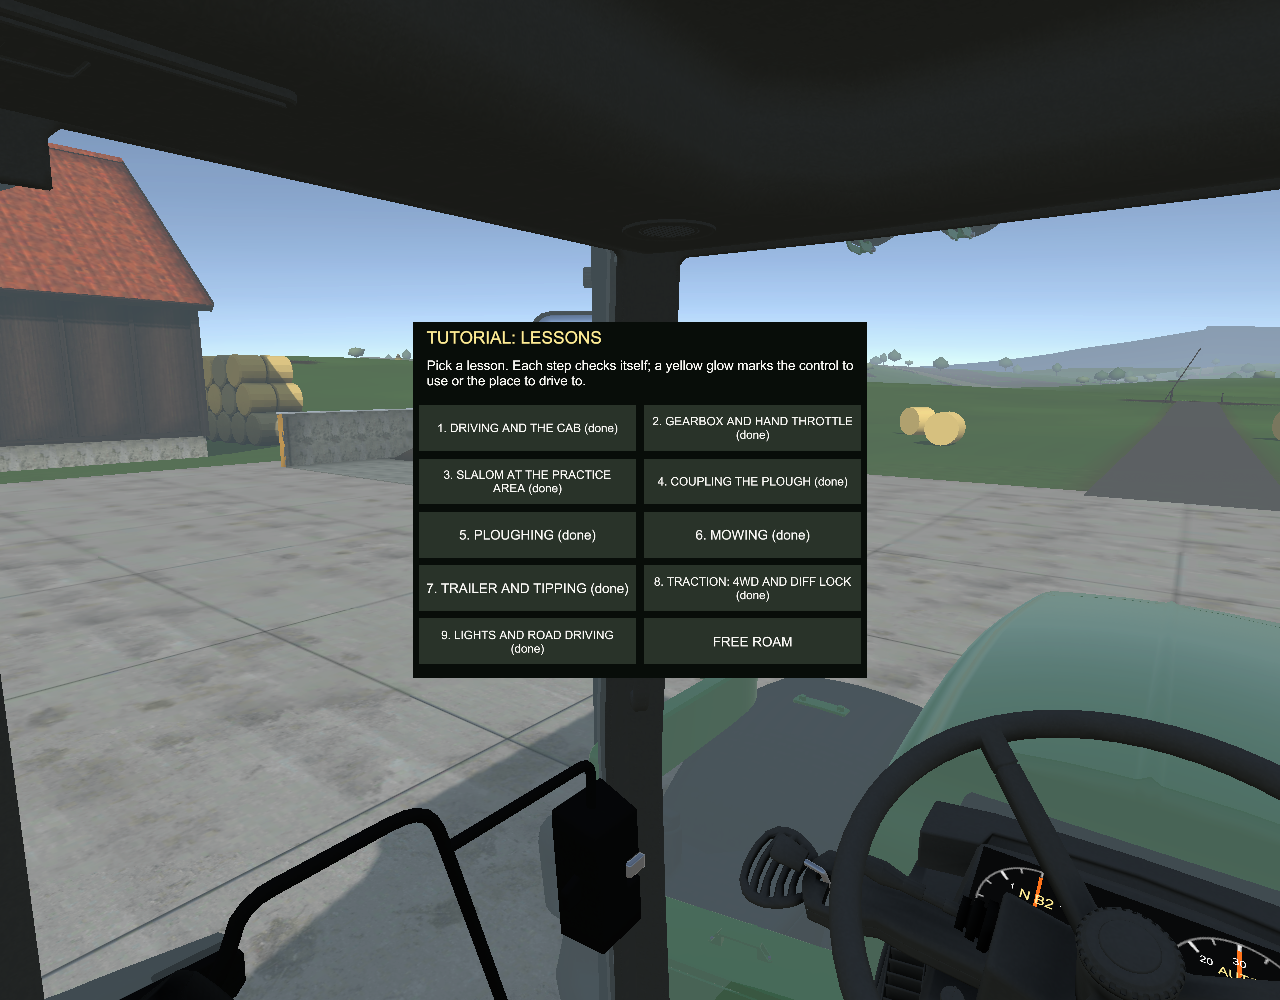 TUTORIAL: LESSONS
Pick a lesson. Each step checks itself; a yellow glow marks the control to
use or the place to drive to.
1. DRIVING AND THE CAB (done)
2. GEARBOX AND HAND THROTTLE
(done)
3. SLALOM AT THE PRACTICE
AREA (done)
4. COUPLING THE PLOUGH (done)
5. PLOUGHING (done)
6. MOWING (done)
7. TRAILER AND TIPPING (done)
8. TRACTION: 4WD AND DIFF LOCK
(done)
9. LIGHTS AND ROAD DRIVING
(done)
FREE ROAM
N
20 30